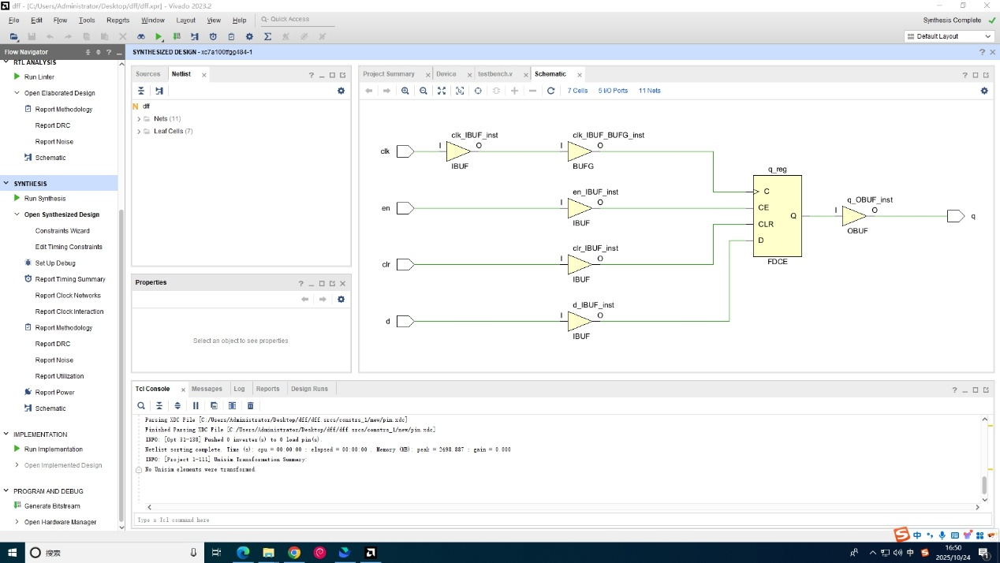 dff - [C:/Users/Administrator/Desktop/dff/dff.xpr] - Vivado 2023.2
File Edit Flow Tools Reports Window Layout View Help Quick Access
Synthesis Complete
Default Layout
Flow Navigator
SYNTHESIZED DESIGN - xc7a100tfgg484-1
RTL ANALYSIS
Run Linter
Open Elaborated Design
Report Methodology
Report DRC
Report Noise
Schematic
SYNTHESIS
Run Synthesis
Open Synthesized Design
Constraints Wizard
Edit Timing Constraints
Set Up Debug
Report Timing Summary
Report Clock Networks
Report Clock Interaction
Report Methodology
Report DRC
Report Noise
Report Utilization
Report Power
Schematic
IMPLEMENTATION
Run Implementation
Open Implemented Design
PROGRAM AND DEBUG
Generate Bitstream
Open Hardware Manager
Sources Netlist
N dff
Nets (11)
Leaf Cells (7)
Properties
Select an object to see properties
Project Summary Device testbench.v Schematic
7 Cells 5 I/O Ports 11 Nets
clk_IBUF_inst
clk_IBUF_BUFG_inst
clk
I O
IBUF
I O
BUFG
en_IBUF_inst
en
I O
IBUF
clr_IBUF_inst
clr
I O
IBUF
d_IBUF_inst
d
I O
IBUF
q_reg
C
CE
CLR
D
Q
FDCE
q_OBUF_inst
I O
OBUF
q
Tcl Console Messages Log Reports Design Runs
Parsing XDC File [C:/Users/Administrator/Desktop/dff/dff.srcs/constrs_1/new/pin.xdc]
Finished Parsing XDC File [C:/Users/Administrator/Desktop/dff/dff.srcs/constrs_1/new/pin.xdc]
INFO: [Opt 31-138] Pushed 0 inverter(s) to 0 load pin(s).
Netlist sorting complete. Time (s): cpu = 00:00:00 ; elapsed = 00:00:00 . Memory (MB): peak = 2498.887 ; gain = 0.000
INFO: [Project 1-111] Unisim Transformation Summary:
No Unisim elements were transformed.
Type a Tcl command here
中
搜索
中
16:50
2025/10/24
1